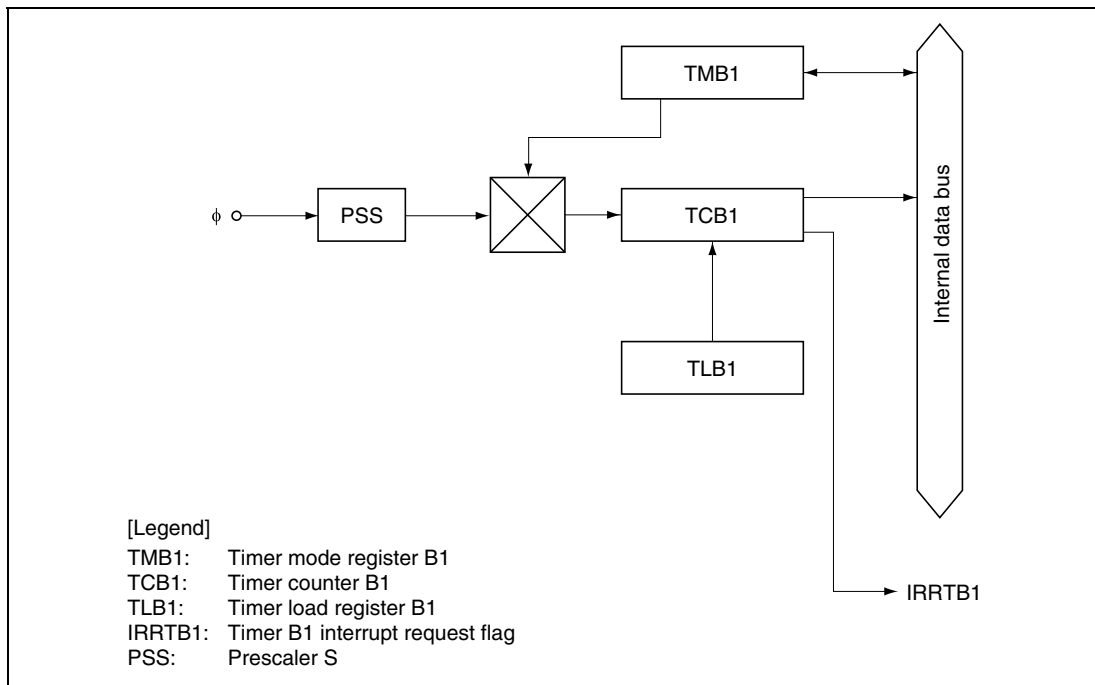 TMB1
Internal data bus
ϕ
PSS
TCB1
TLB1
IRRTB1
[Legend]
TMB1: Timer mode register B1
TCB1: Timer counter B1
TLB1: Timer load register B1
IRRTB1: Timer B1 interrupt request flag
PSS: Prescaler S